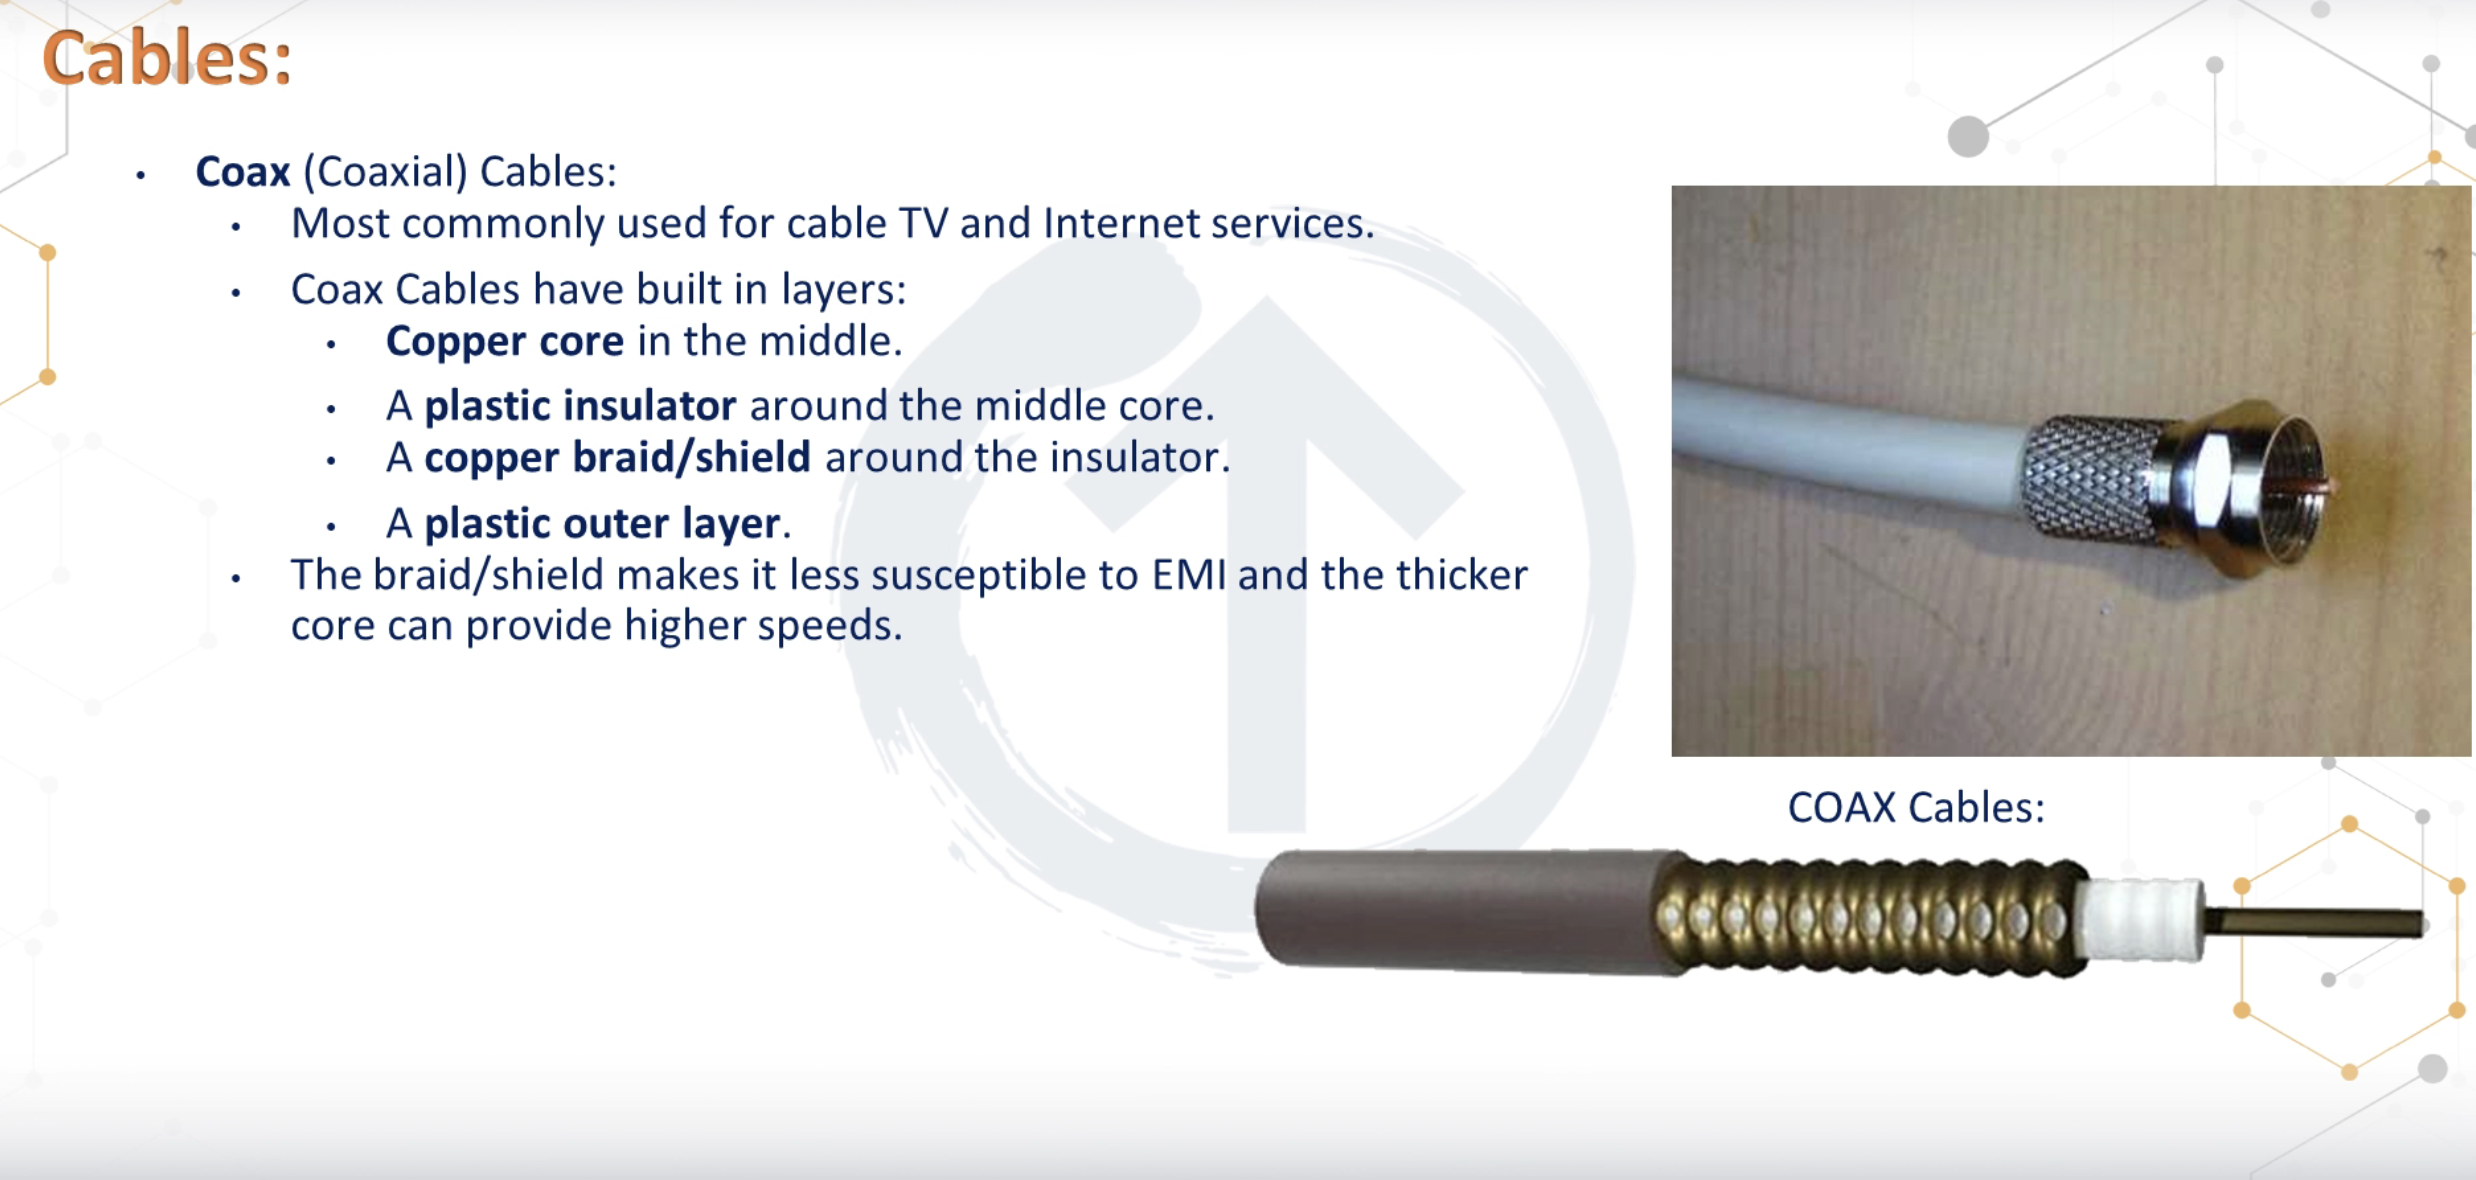 Cables:
• Coax (Coaxial) Cables:
• Most commonly used for cable TV and Internet services.
• Coax Cables have built in layers:
• Copper core in the middle.
• A plastic insulator around the middle core.
• A copper braid/shield around the insulator.
• A plastic outer layer.
• The braid/shield makes it less susceptible to EMI and the thicker
core can provide higher speeds.
COAX Cables: